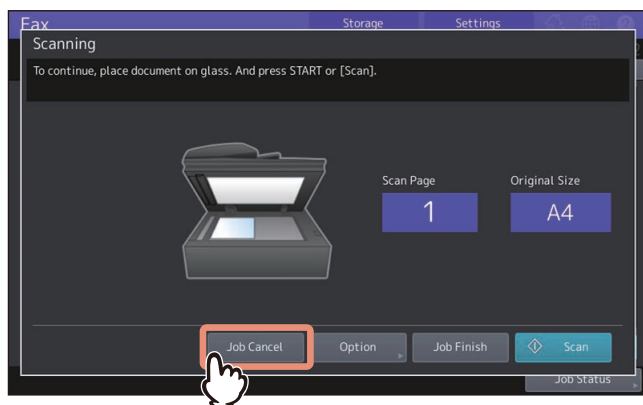 Fax
Storage
Settings
Scanning
To continue, place document on glass. And press START or [Scan].
Scan Page
Original Size
1
A4
Job Cancel
Option
Job Finish
Scan
Job Status